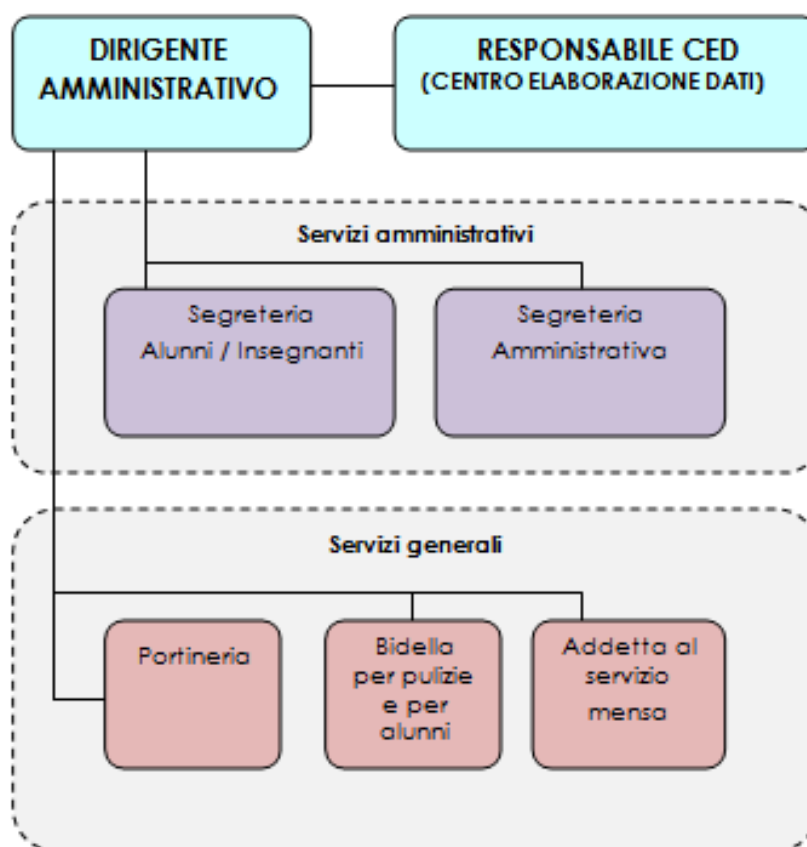 DIRIGENTE
AMMINISTRATIVO
RESPONSABILE CED
(CENTRO ELABORAZIONE DATI)
Servizi amministrativi
Segreteria
Alunni / Insegnanti
Segreteria
Amministrativa
Servizi generali
Portineria
Bidella
per pulizie
e per
alunni
Addetta al
servizio
mensa